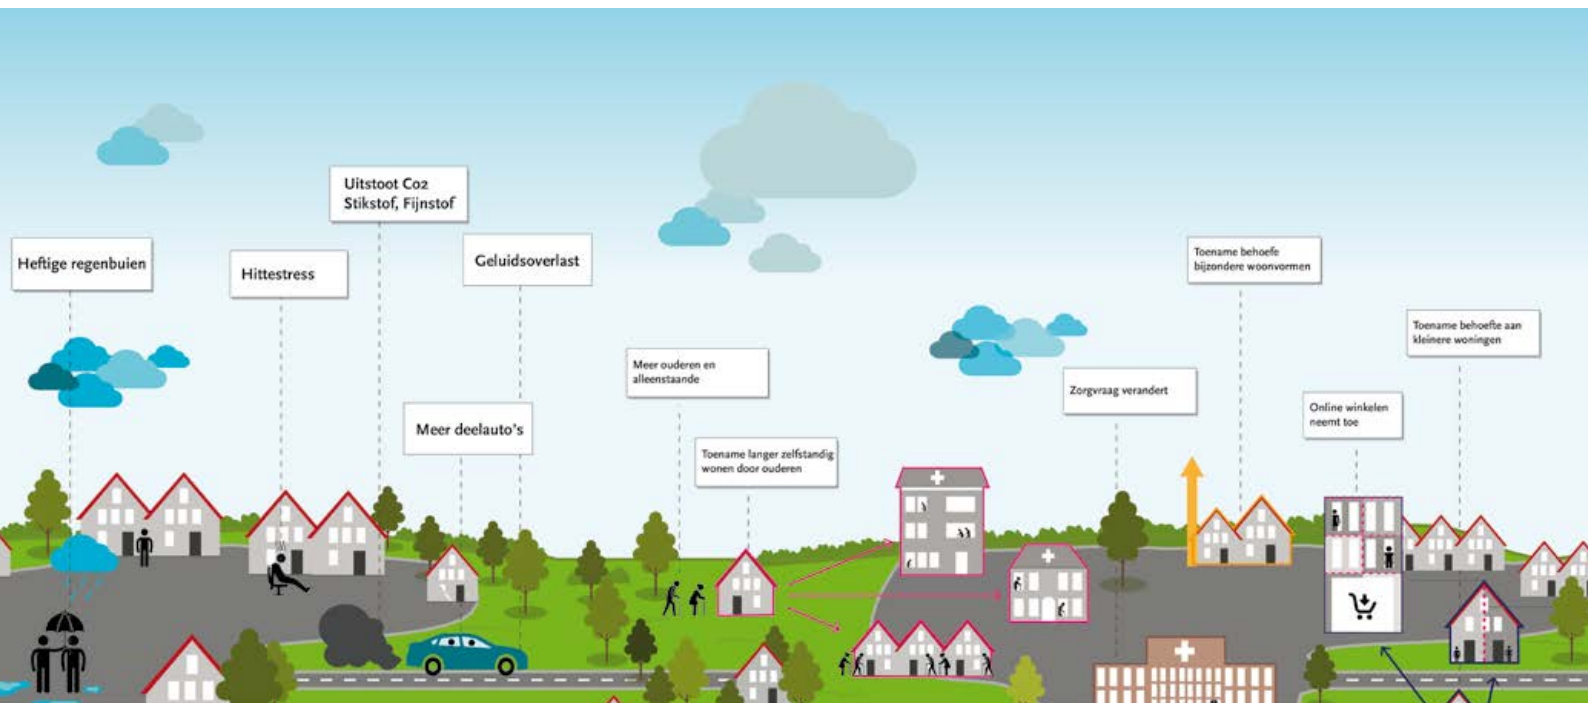 Heftige regenbuien
Hittestress
Uitstoot Co2
Stikstof, Fijnstof
Geluidsoverlast
Meer deelauto's
Meer ouderen en
alleenstaande
Toename langer zelfstandig
wonen door ouderen
Zorgvraag verandert
Toename behoefe
bijzondere woonvormen
Online winkelen
neemt toe
Toename behoefte aan
kleinere woningen